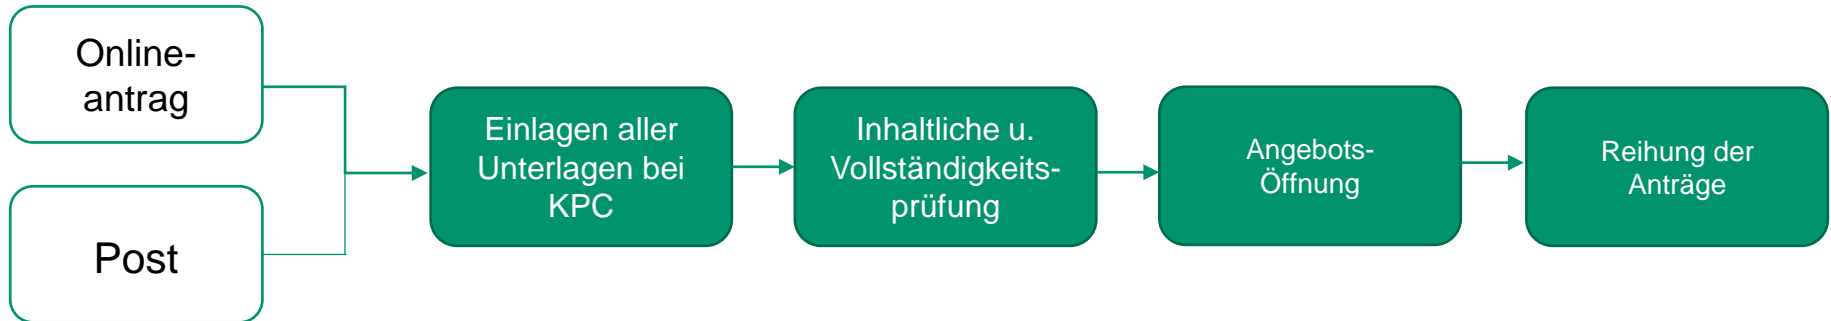 Online-
antrag
Post
Einlagen aller
Unterlagen bei
KPC
Inhaltliche u.
Vollständigkeits-
prüfung
Angebots-
Öffnung
Reihung der
Anträge